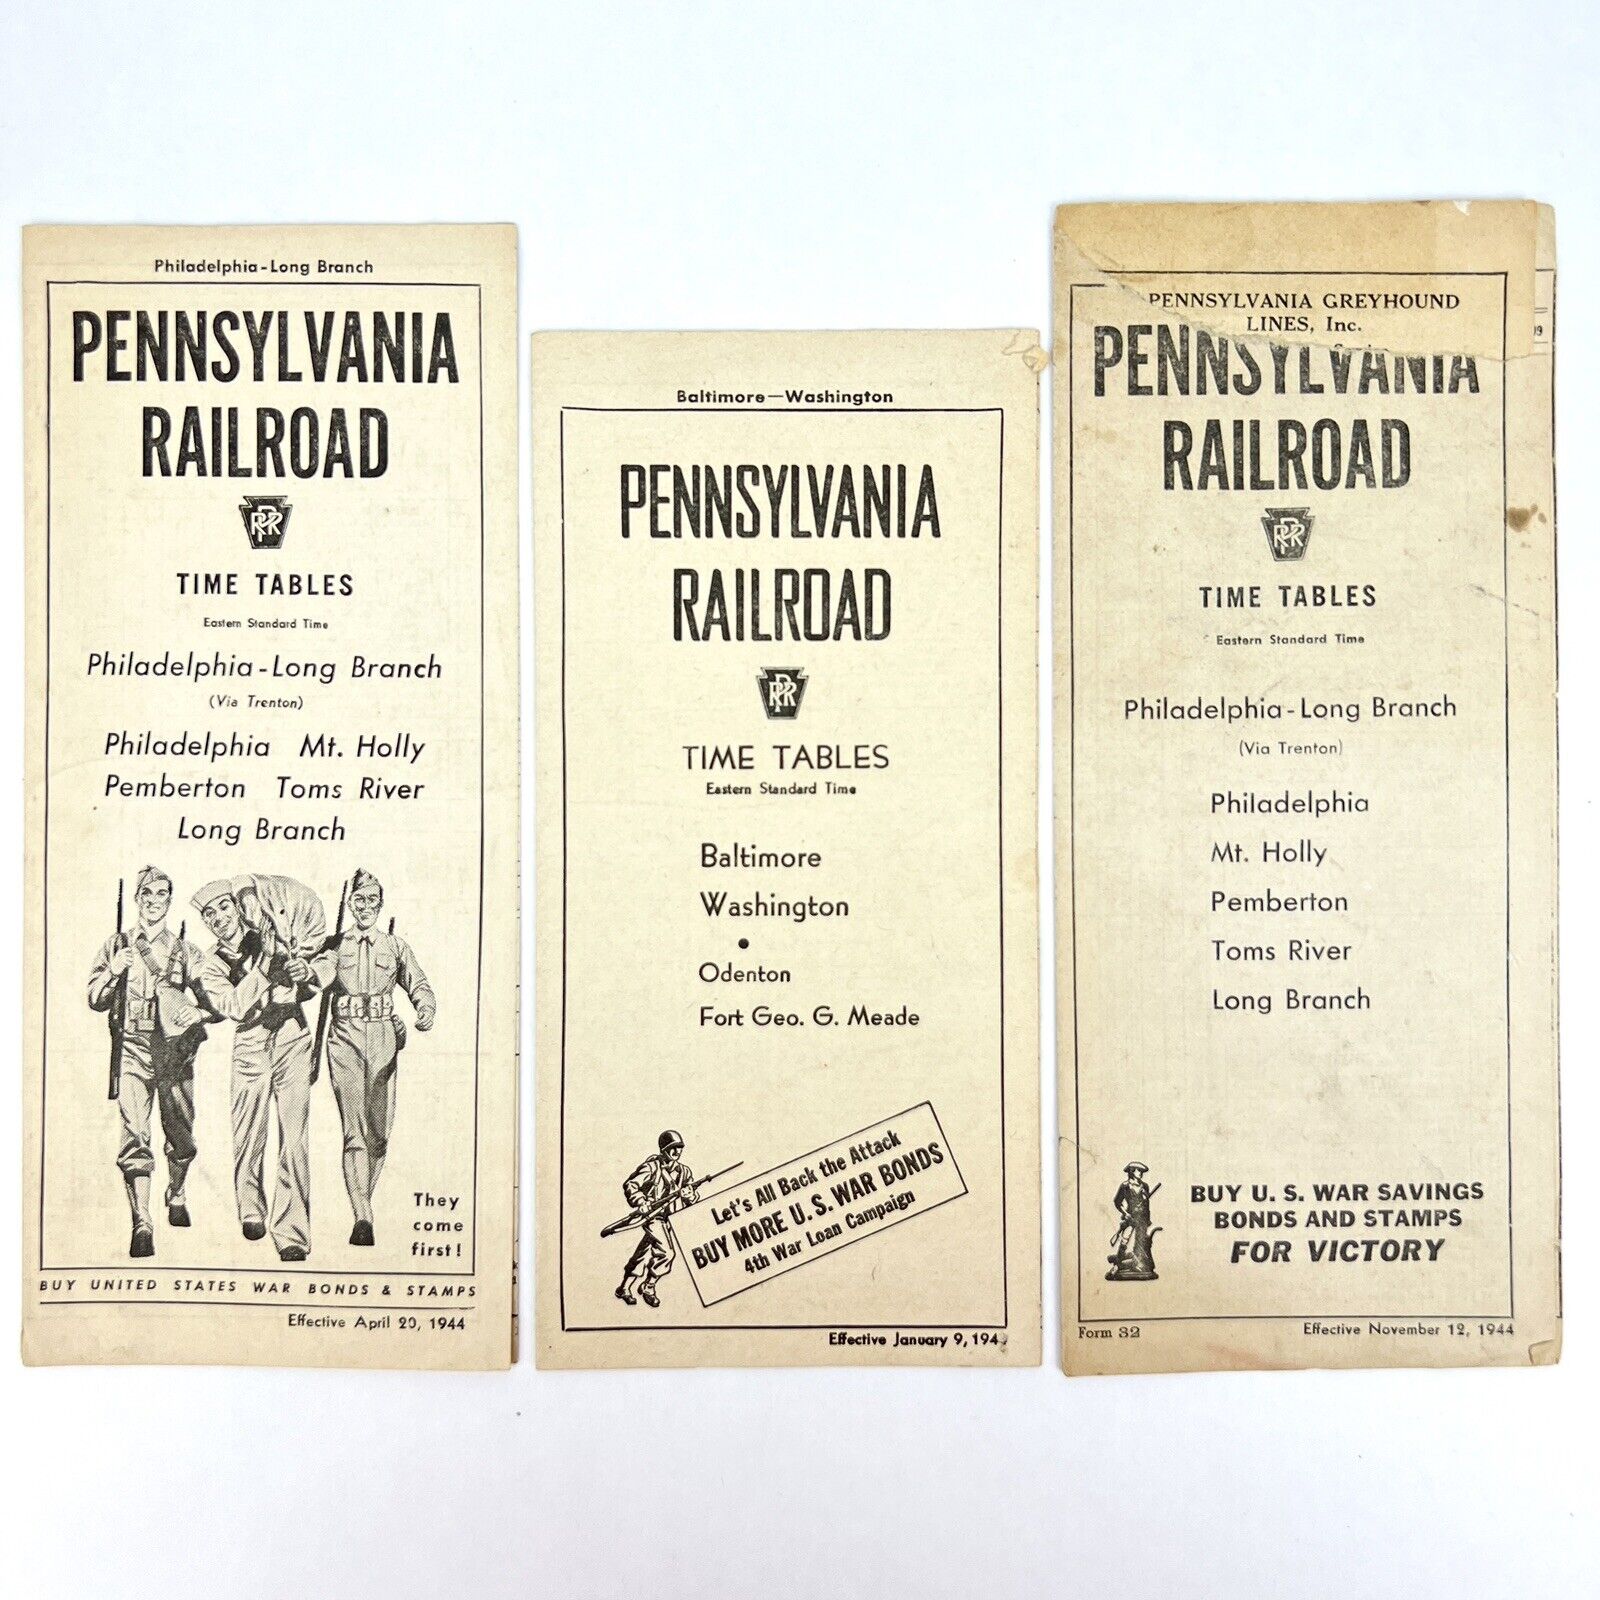 Philadelphia-Long Branch
PENNSYLVANIA
RAILROAD
PRR
TIME TABLES
Eastern Standard Time
Philadelphia-Long Branch
(Via Trenton)
Philadelphia Mt. Holly
Pemberton Toms River
Long Branch
They
come
first!
BUY UNITED STATES WAR BONDS & STAMPS
Effective April 20, 1944
Baltimore—Washington
PENNSYLVANIA
RAILROAD
PRR
TIME TABLES
Eastern Standard Time
Baltimore
Washington
•
Odenton
Fort Geo. G. Meade
Let's All Back the Attack
BUY MORE U. S. WAR BONDS
4th War Loan Campaign
Effective January 9,
PENNSYLVANIA GREYHOUND
LINES, Inc.
PENNSYLVANIA
RAILROAD
PRR
TIME TABLES
Eastern Standard Time
Philadelphia-Long Branch
(Via Trenton)
Philadelphia
Mt. Holly
Pemberton
Toms River
Long Branch
BUY U. S. WAR SAVINGS
BONDS AND STAMPS
FOR VICTORY
Form 32
Effective November 12, 1944